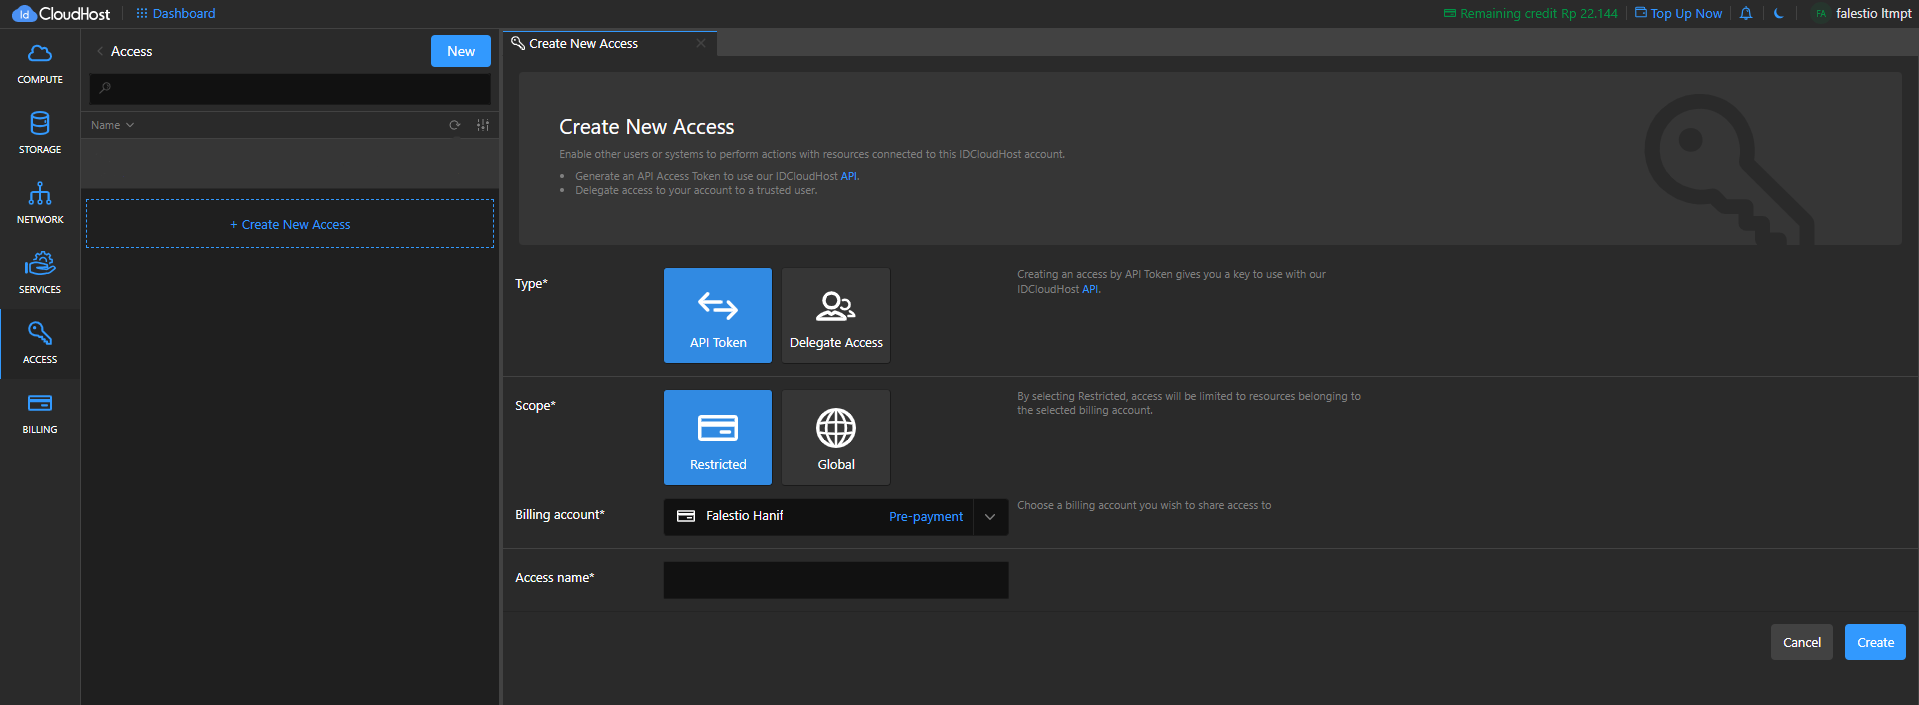 Id CloudHost
Dashboard
Remaining credit Rp 22.144
Top Up Now
FA
falestio ltmpt
COMPUTE
STORAGE
NETWORK
SERVICES
ACCESS
BILLING
Access
New
Name
+ Create New Access
Create New Access
Create New Access
Enable other users or systems to perform actions with resources connected to this IDCloudHost account.
• Generate an API Access Token to use our IDCloudHost API.
• Delegate access to your account to a trusted user.
Type*
API Token
Delegate Access
Creating an access by API Token gives you a key to use with our
IDCloudHost API.
Scope*
Restricted
Global
By selecting Restricted, access will be limited to resources belonging to
the selected billing account.
Billing account*
Falestio Hanif
Pre-payment
Choose a billing account you wish to share access to
Access name*
Cancel
Create